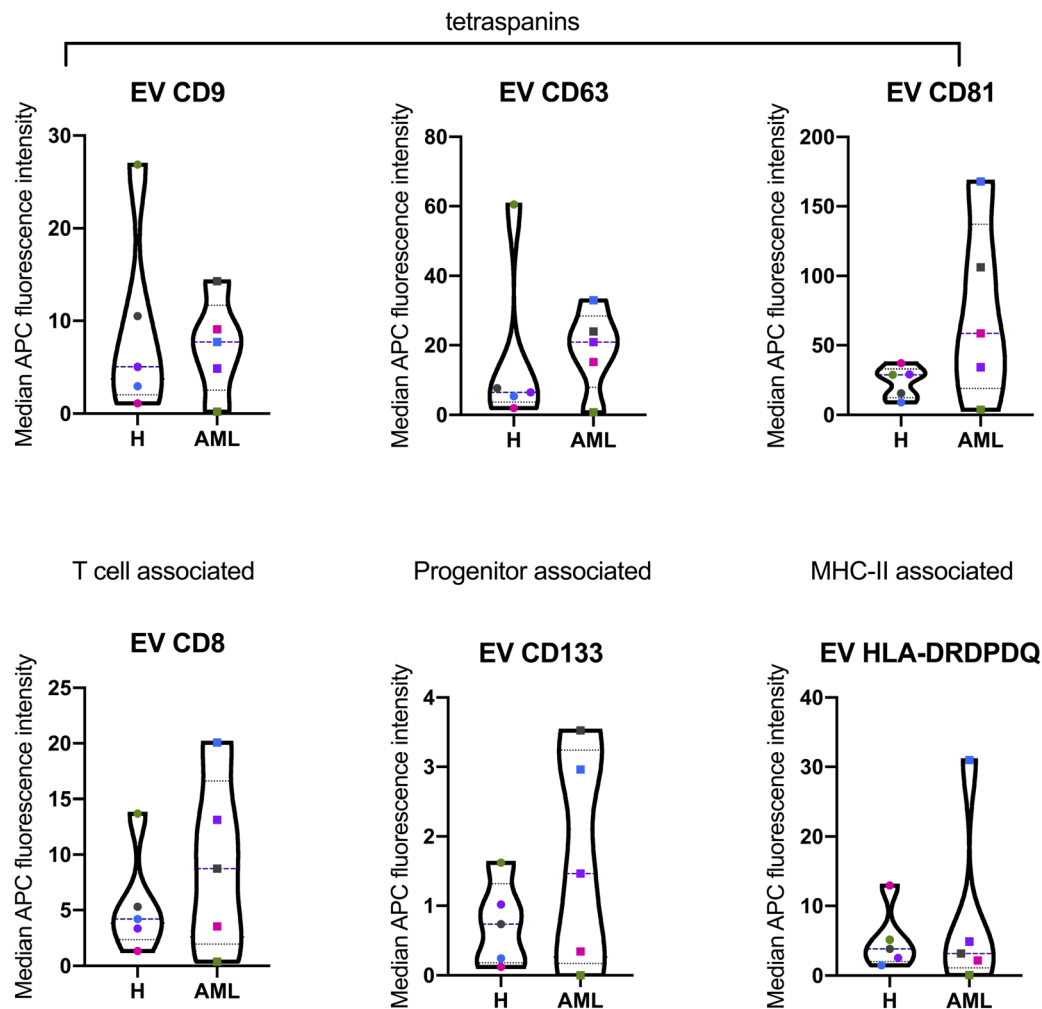 tetraspanins
EV CD9
EV CD63
EV CD81
Median APC fluorescence intensity
30
20
10
0
H
AML
Median APC fluorescence intensity
80
60
40
20
0
H
AML
Median APC fluorescence intensity
200
150
100
50
0
H
AML
T cell associated
Progenitor associated
MHC-II associated
EV CD8
EV CD133
EV HLA-DRDPDQ
Median APC fluorescence intensity
25
20
15
10
5
0
H
AML
Median APC fluorescence intensity
4
3
2
1
0
H
AML
Median APC fluorescence intensity
40
30
20
10
0
H
AML